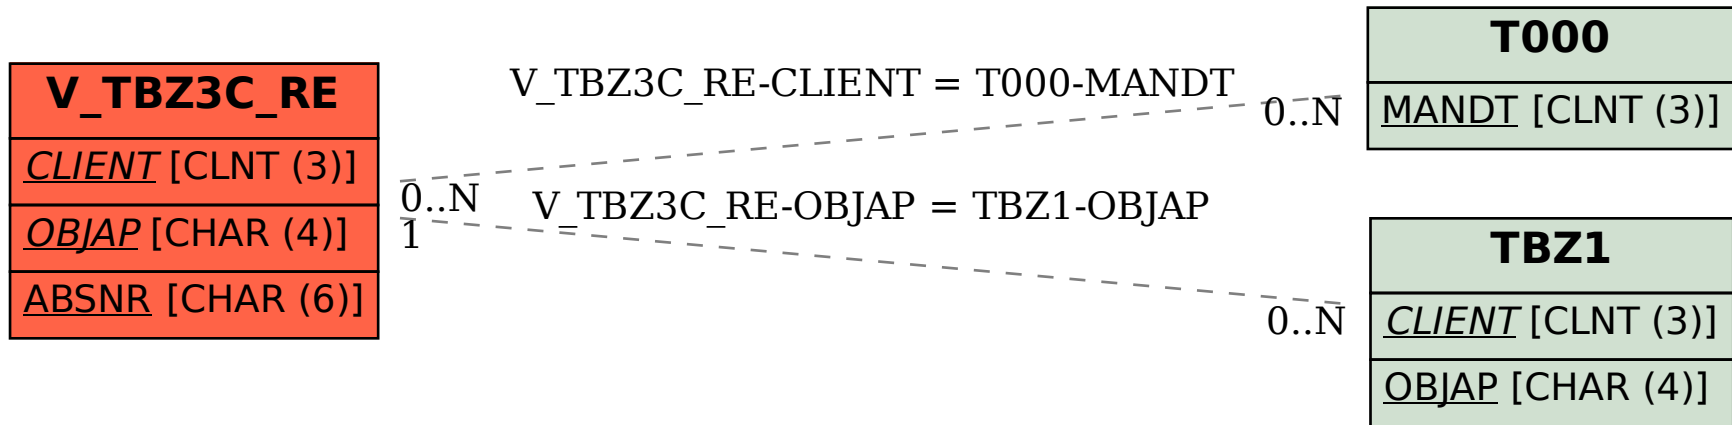 V_TBZ3C_RE
CLIENT [CLNT (3)]
OBJAP [CHAR (4)]
ABSNR [CHAR (6)]
V_TBZ3C_RE-CLIENT = T000-MANDT
0..N
0..N
V_TBZ3C_RE-OBJAP = TBZ1-OBJAP
1
0..N
T000
MANDT [CLNT (3)]
TBZ1
CLIENT [CLNT (3)]
OBJAP [CHAR (4)]